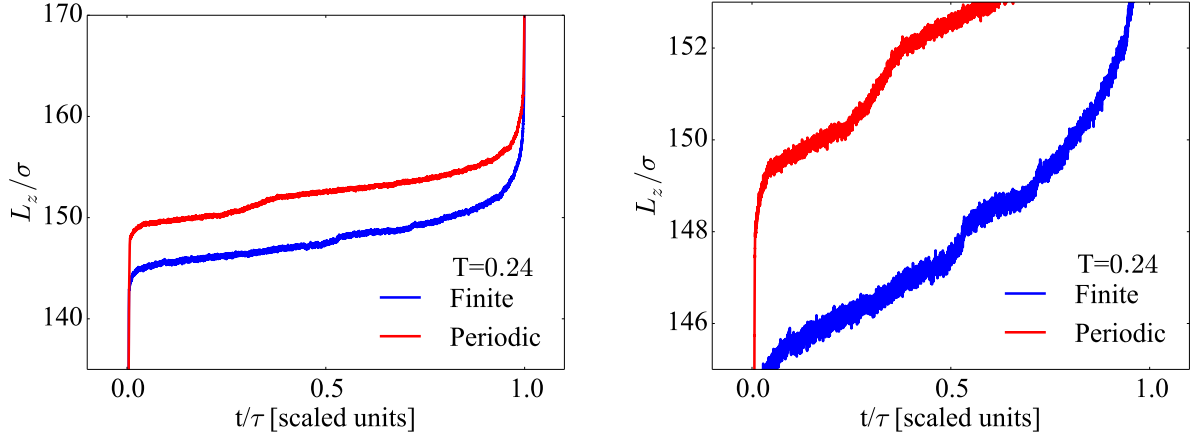 170
160
150
140
L_z/σ
0.0 0.5 1.0
t/τ [scaled units]
T=0.24
Finite
Periodic
152
150
148
146
L_z/σ
0.0 0.5 1.0
t/τ [scaled units]
T=0.24
Finite
Periodic